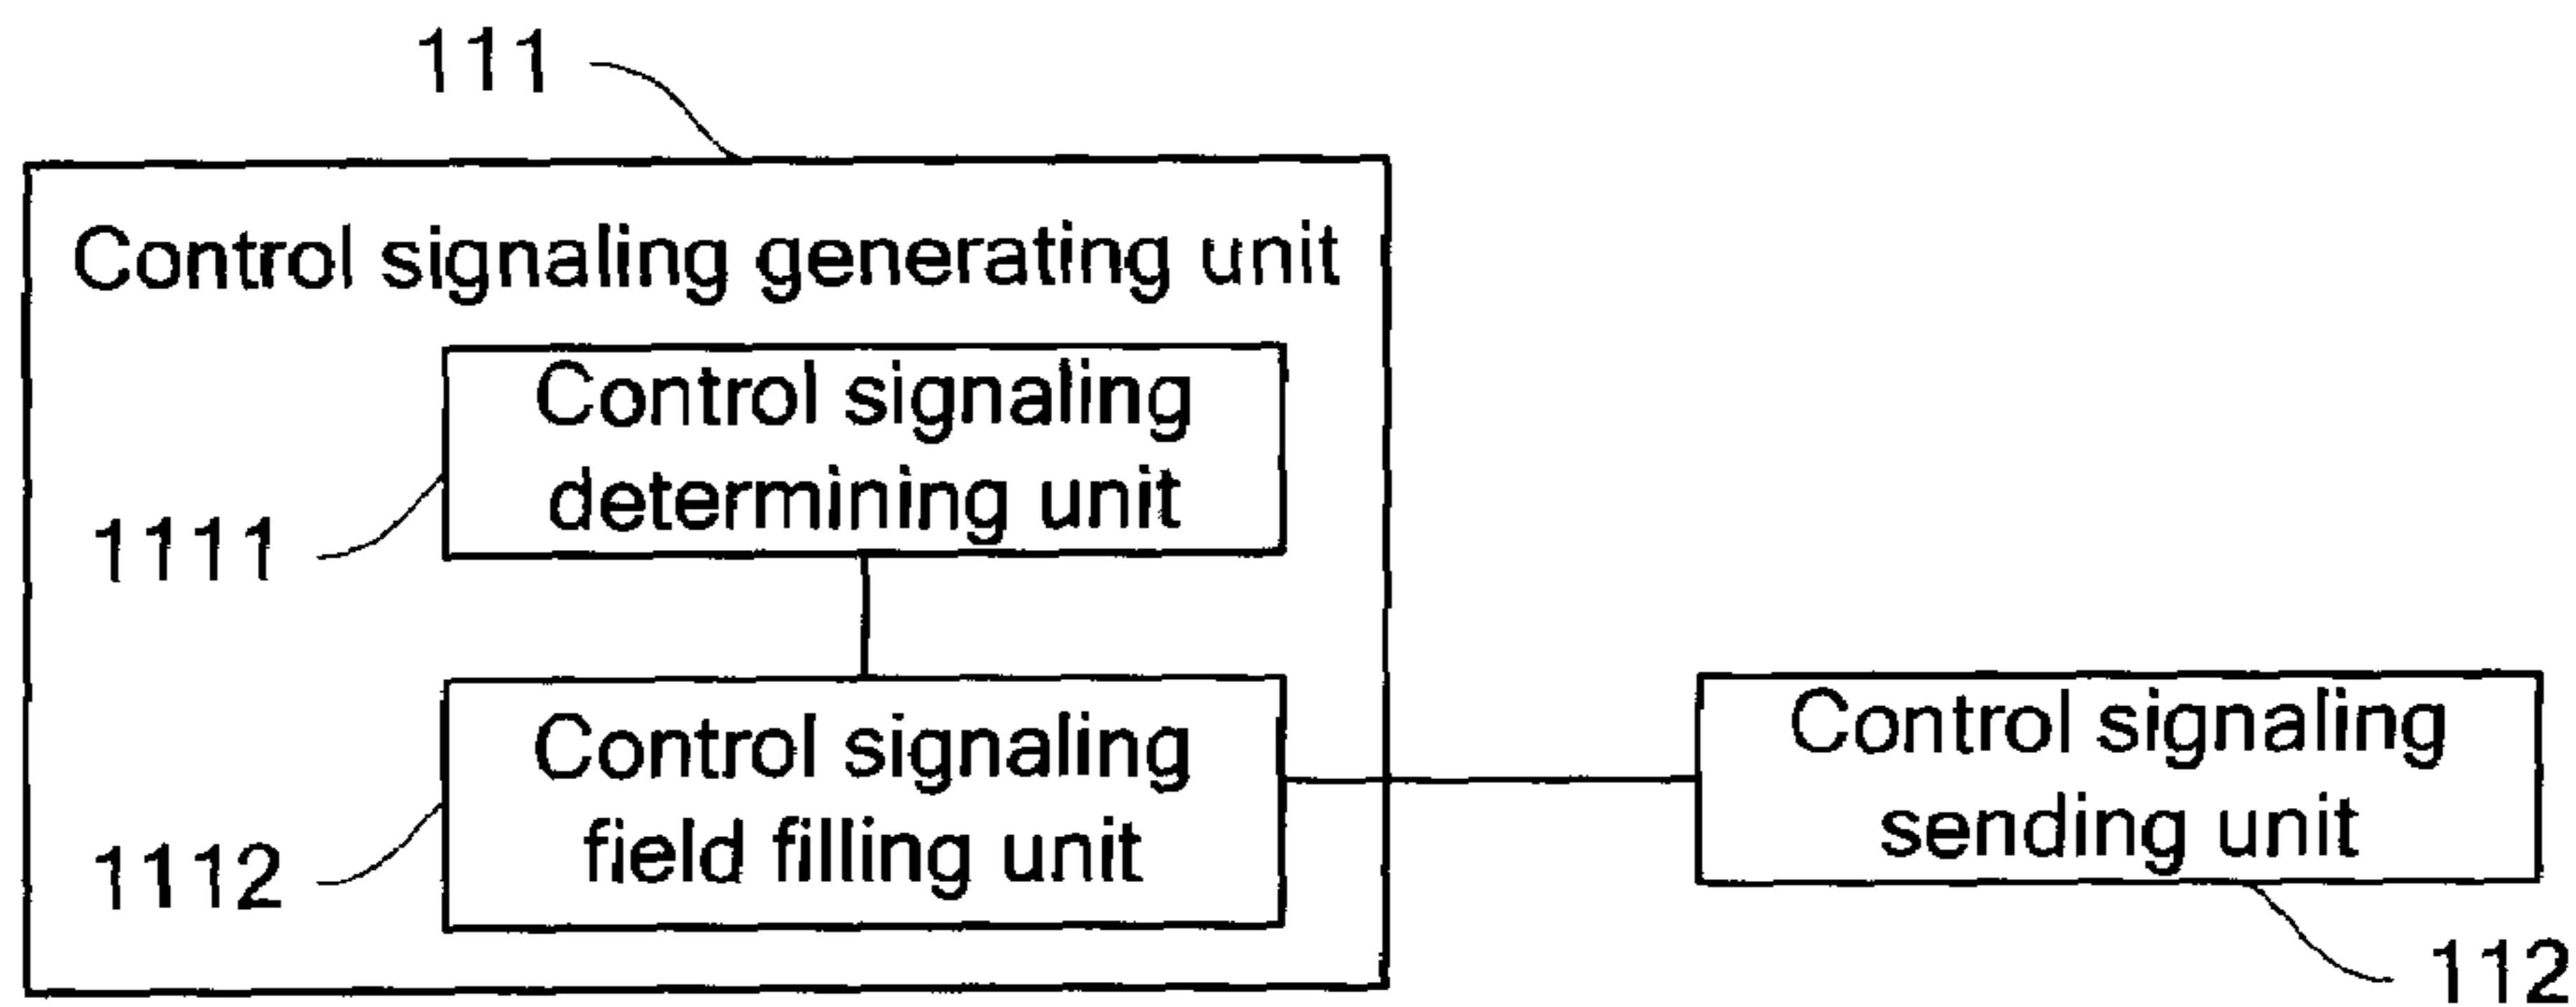 111
Control signaling generating unit
Control signaling
determining unit
1111
Control signaling
field filling unit
1112
Control signaling
sending unit
112